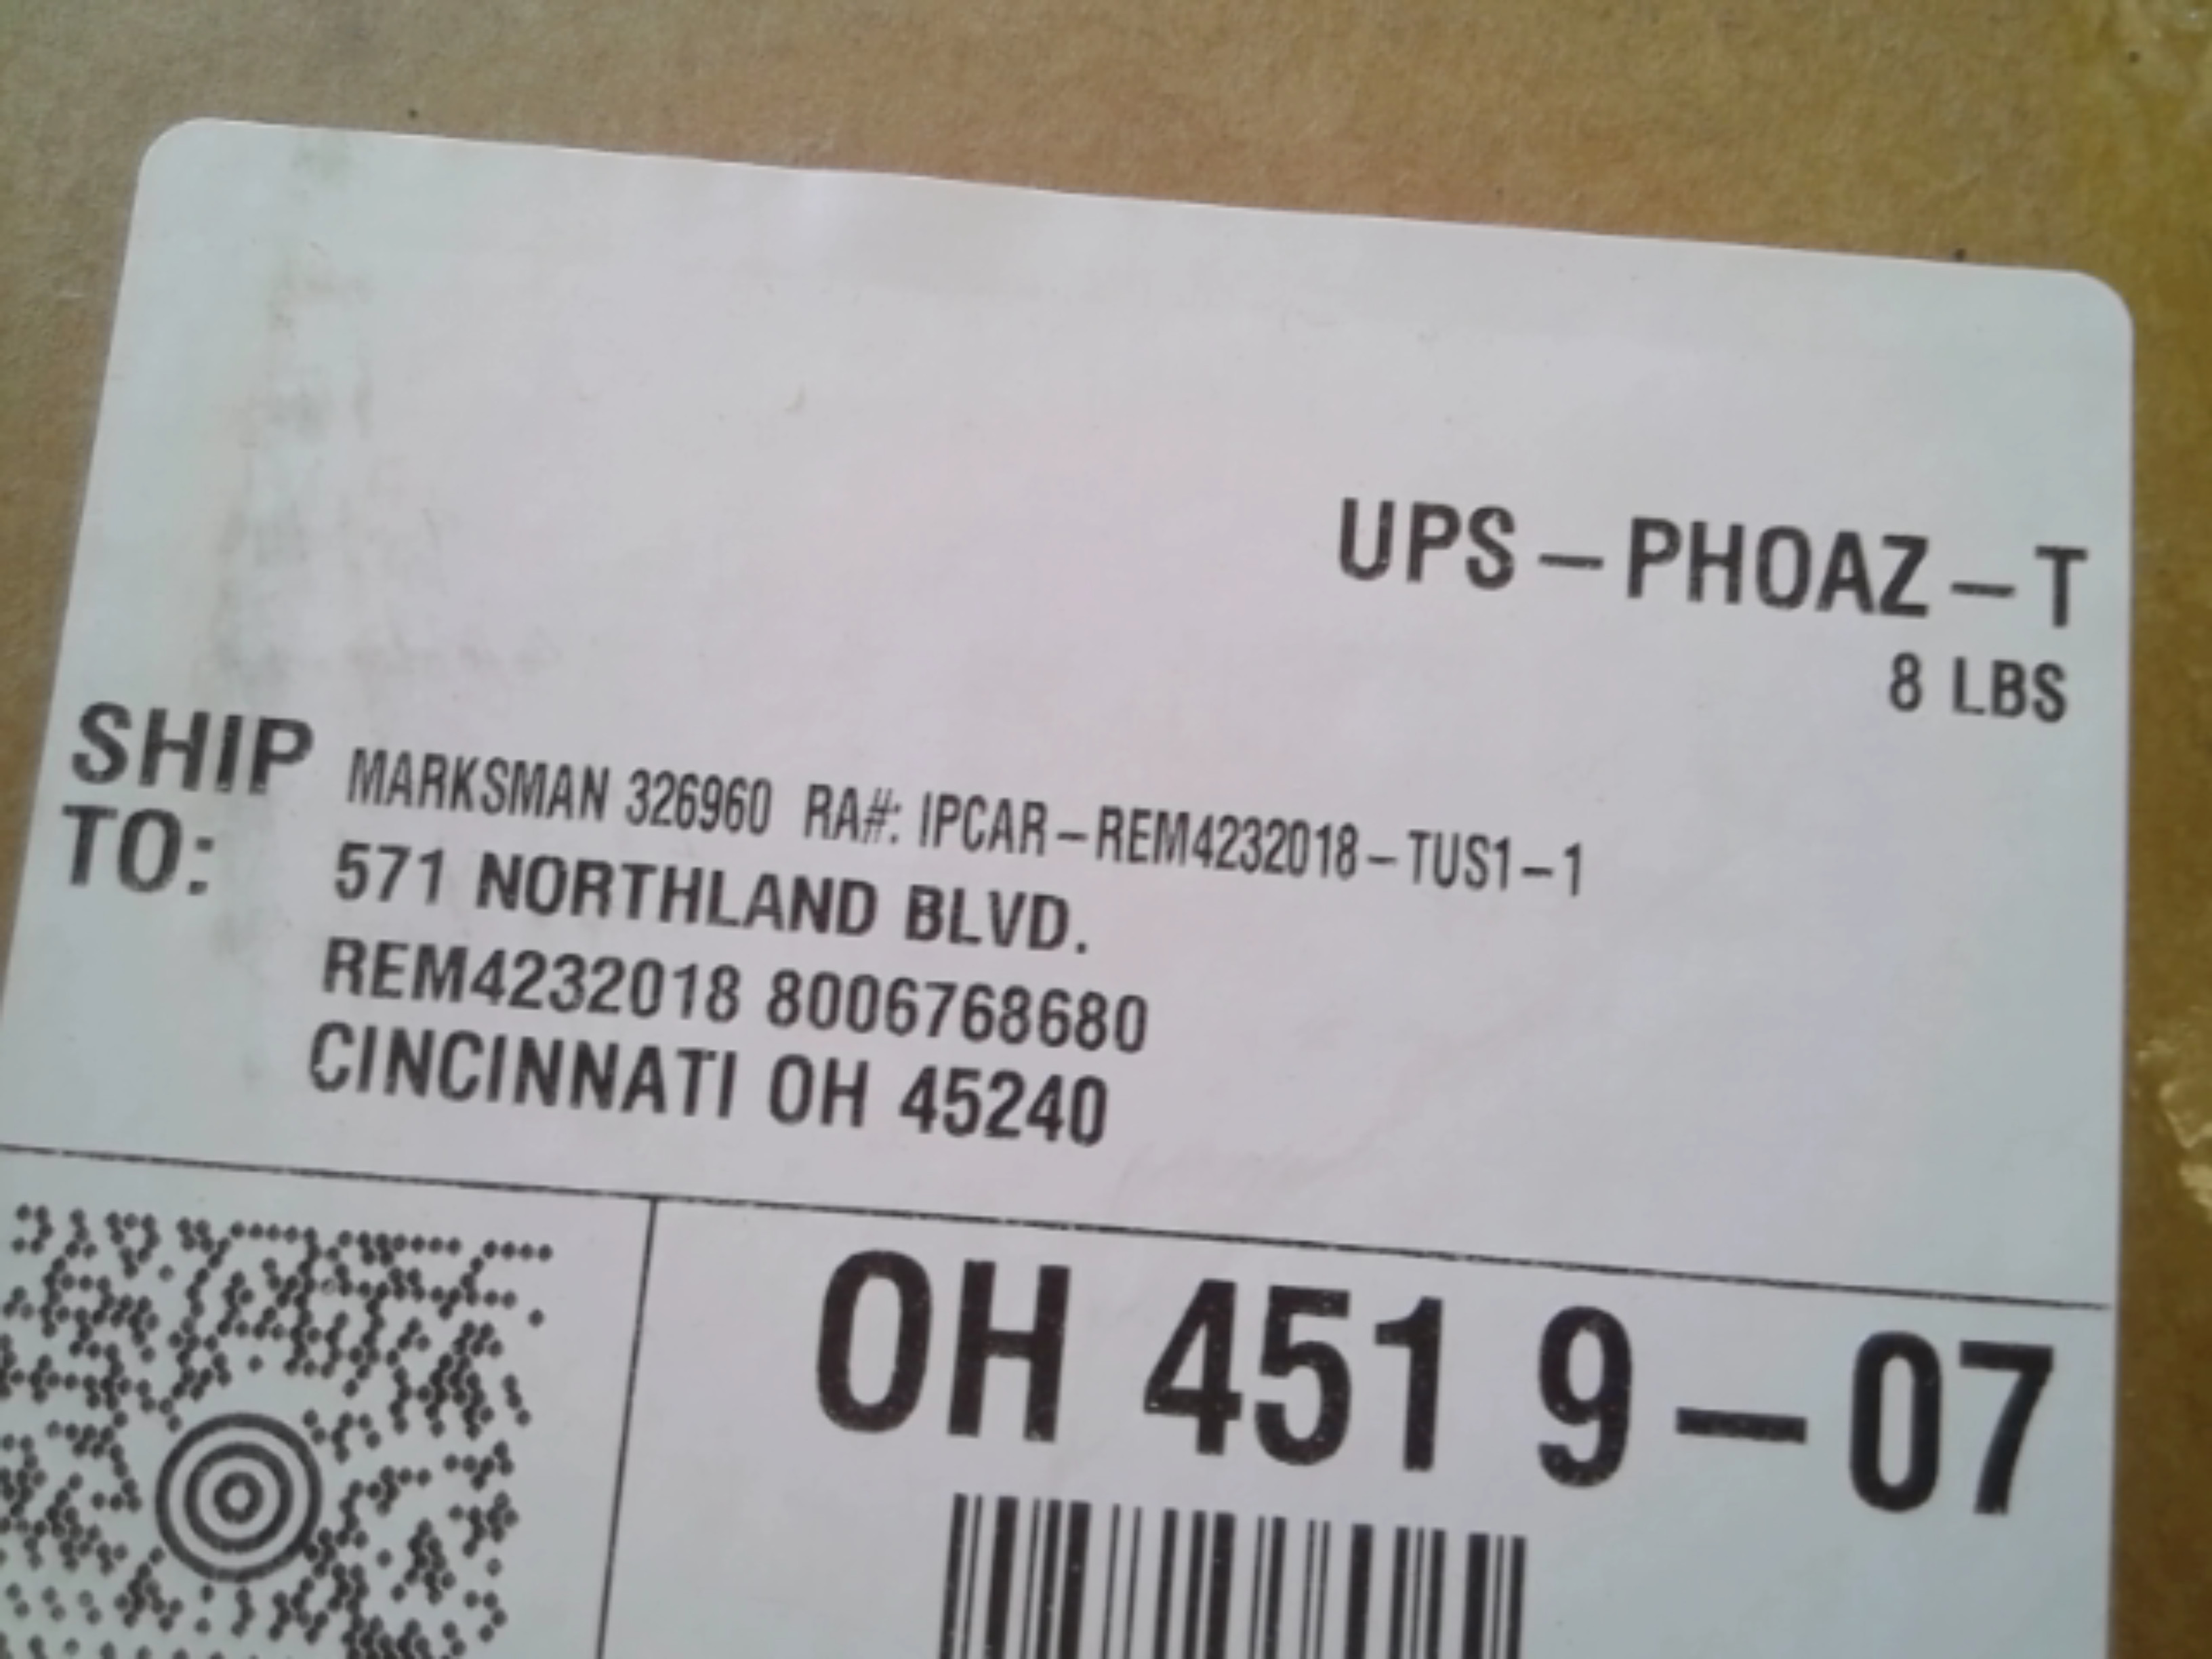 UPS – PHOAZ – T
8 LBS
SHIP TO:
MARKSMAN 326960 RA#: IPCAR – REM4232018 – TUS1 – 1
571 NORTHLAND BLVD.
REM4232018 8006768680
CINCINNATI OH 45240
OH 451 9 – 07